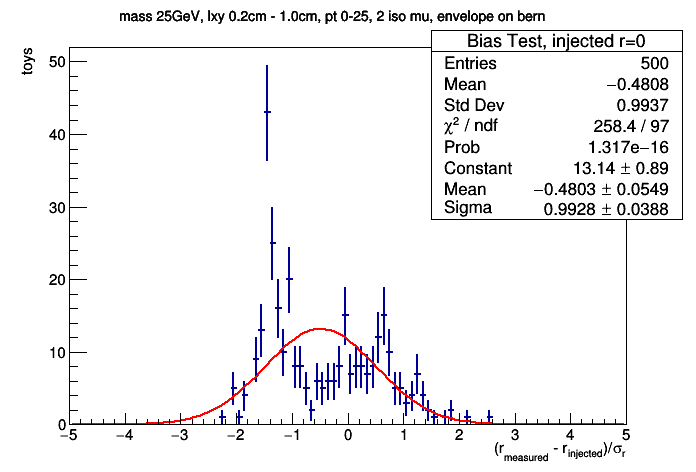 mass 25GeV, lxy 0.2cm - 1.0cm, pt 0-25, 2 iso mu, envelope on bern
Bias Test, injected r=0
Entries 500
Mean −0.4808
Std Dev 0.9937
χ² / ndf 258.4 / 97
Prob 1.317e−16
Constant 13.14 ± 0.89
Mean −0.4803 ± 0.0549
Sigma 0.9928 ± 0.0388
toys
50
40
30
20
10
0
−5 −4 −3 −2 −1 0 1 2 3 4 5
(r_measured - r_injected)/σ_r